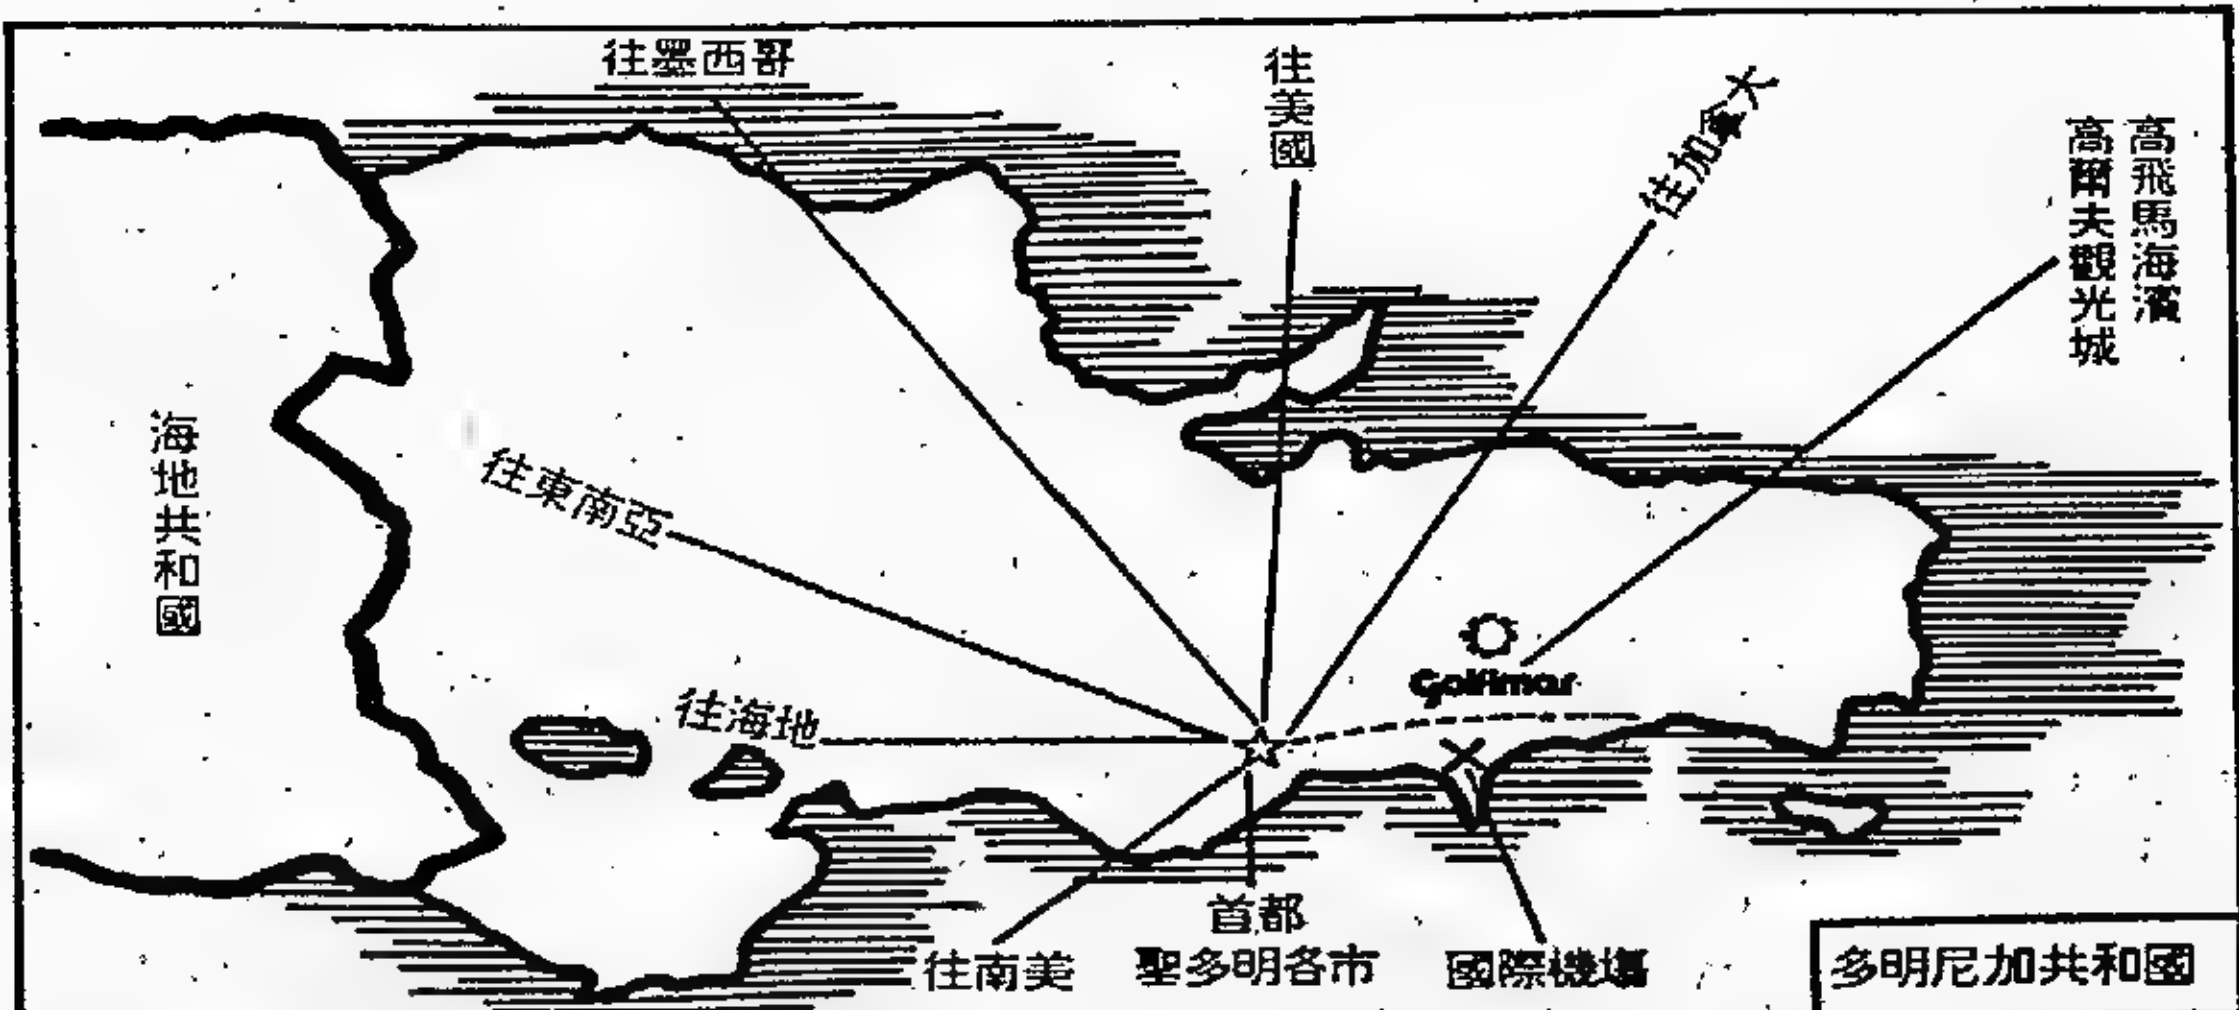 往墨西哥
往美國
往加拿大
高飛馬海濱
高爾夫觀光城
海地共和國
往東南亞
往海地
Golfimar
首都
聖多明各市
往南美
國際機場
多明尼加共和國